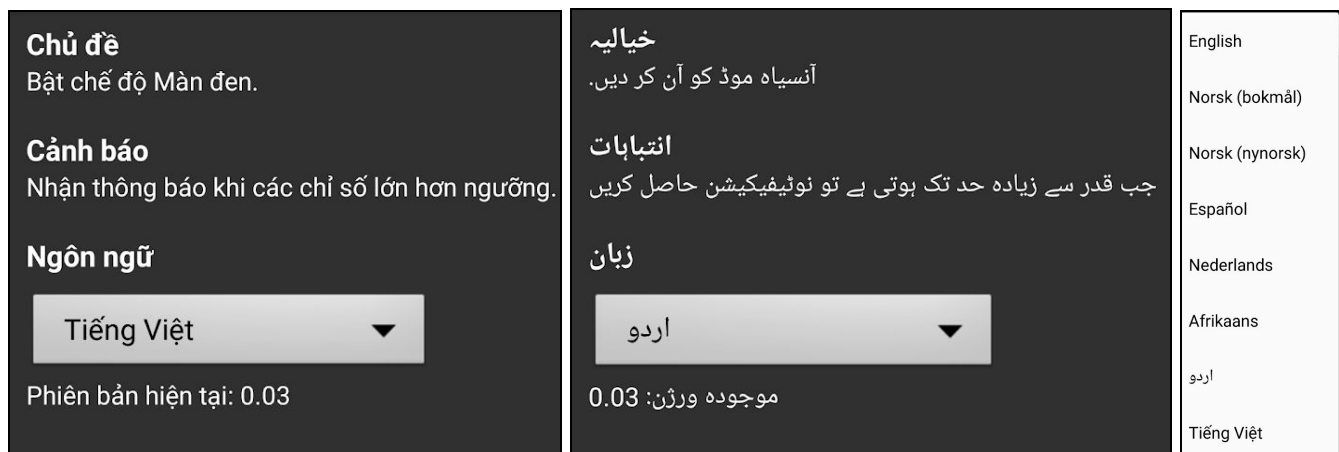 Chủ đề
Bật chế độ Màn đen.
Cảnh báo
Nhận thông báo khi các chỉ số lớn hơn ngưỡng.
Ngôn ngữ
Tiếng Việt
Phiên bản hiện tại: 0.03
خیالیہ
آنسیاہ موڈ کو آن کر دیں.
انتباہات
جب قدر سے زیادہ حد تک ہوتی ہے تو نوٹیفیکیشن حاصل کریں
زبان
اردو
موجودہ ورژن: 0.03
English
Norsk (bokmål)
Norsk (nynorsk)
Español
Nederlands
Afrikaans
اردو
Tiếng Việt